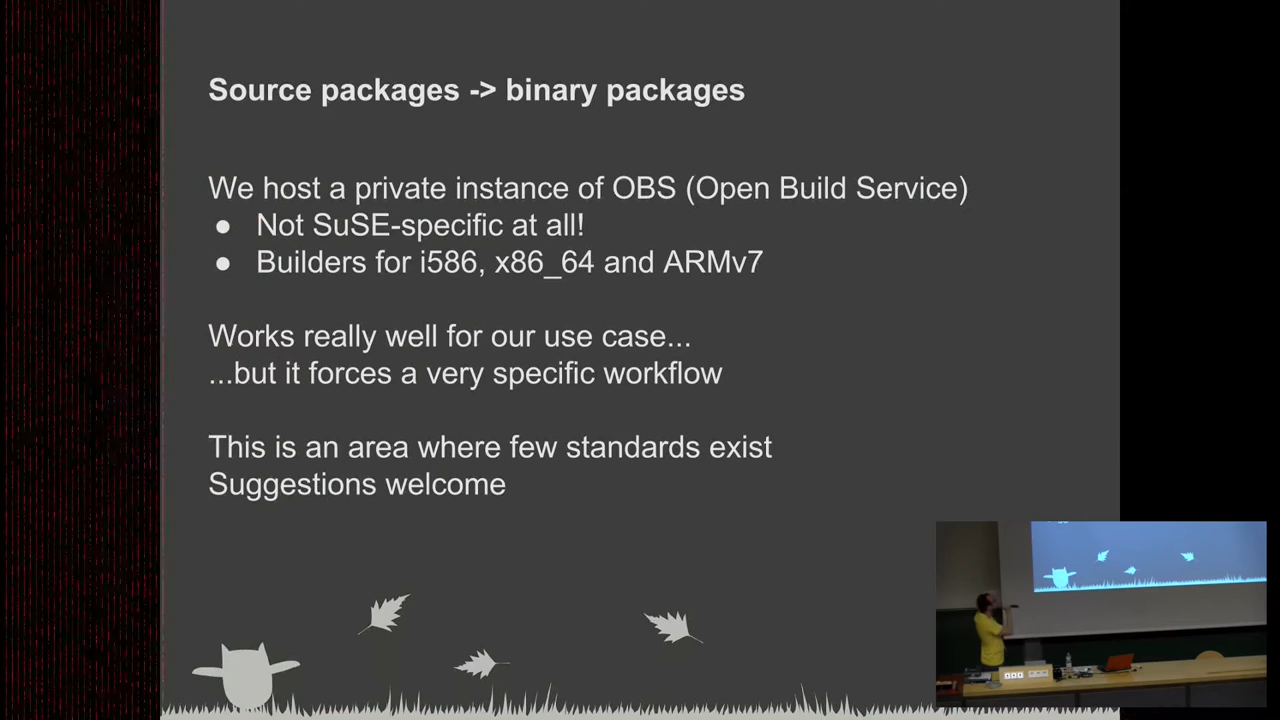 Source packages -> binary packages
We host a private instance of OBS (Open Build Service)
● Not SuSE-specific at all!
● Builders for i586, x86_64 and ARMv7
Works really well for our use case...
...but it forces a very specific workflow
This is an area where few standards exist
Suggestions welcome